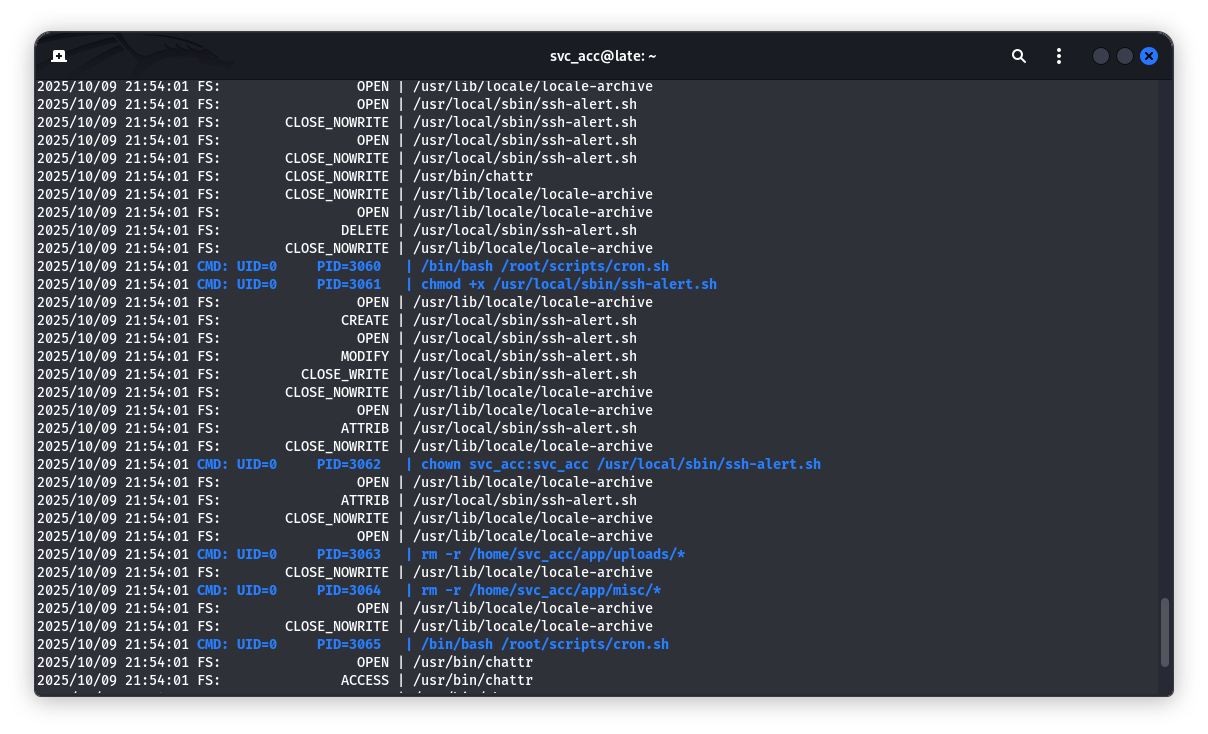 svc_acc@late: ~
2025/10/09 21:54:01 FS:                 OPEN | /usr/lib/locale/locale-archive
2025/10/09 21:54:01 FS:                 OPEN | /usr/local/sbin/ssh-alert.sh
2025/10/09 21:54:01 FS:        CLOSE_NOWRITE | /usr/local/sbin/ssh-alert.sh
2025/10/09 21:54:01 FS:                 OPEN | /usr/local/sbin/ssh-alert.sh
2025/10/09 21:54:01 FS:        CLOSE_NOWRITE | /usr/local/sbin/ssh-alert.sh
2025/10/09 21:54:01 FS:        CLOSE_NOWRITE | /usr/bin/chattr
2025/10/09 21:54:01 FS:        CLOSE_NOWRITE | /usr/lib/locale/locale-archive
2025/10/09 21:54:01 FS:                 OPEN | /usr/lib/locale/locale-archive
2025/10/09 21:54:01 FS:               DELETE | /usr/local/sbin/ssh-alert.sh
2025/10/09 21:54:01 FS:        CLOSE_NOWRITE | /usr/lib/locale/locale-archive
2025/10/09 21:54:01 CMD: UID=0     PID=3060   | /bin/bash /root/scripts/cron.sh
2025/10/09 21:54:01 CMD: UID=0     PID=3061   | chmod +x /usr/local/sbin/ssh-alert.sh
2025/10/09 21:54:01 FS:                 OPEN | /usr/lib/locale/locale-archive
2025/10/09 21:54:01 FS:               CREATE | /usr/local/sbin/ssh-alert.sh
2025/10/09 21:54:01 FS:                 OPEN | /usr/local/sbin/ssh-alert.sh
2025/10/09 21:54:01 FS:               MODIFY | /usr/local/sbin/ssh-alert.sh
2025/10/09 21:54:01 FS:          CLOSE_WRITE | /usr/local/sbin/ssh-alert.sh
2025/10/09 21:54:01 FS:        CLOSE_NOWRITE | /usr/lib/locale/locale-archive
2025/10/09 21:54:01 FS:                 OPEN | /usr/lib/locale/locale-archive
2025/10/09 21:54:01 FS:               ATTRIB | /usr/local/sbin/ssh-alert.sh
2025/10/09 21:54:01 FS:        CLOSE_NOWRITE | /usr/lib/locale/locale-archive
2025/10/09 21:54:01 CMD: UID=0     PID=3062   | chown svc_acc:svc_acc /usr/local/sbin/ssh-alert.sh
2025/10/09 21:54:01 FS:                 OPEN | /usr/lib/locale/locale-archive
2025/10/09 21:54:01 FS:               ATTRIB | /usr/local/sbin/ssh-alert.sh
2025/10/09 21:54:01 FS:        CLOSE_NOWRITE | /usr/lib/locale/locale-archive
2025/10/09 21:54:01 FS:                 OPEN | /usr/lib/locale/locale-archive
2025/10/09 21:54:01 CMD: UID=0     PID=3063   | rm -r /home/svc_acc/app/uploads/*
2025/10/09 21:54:01 FS:        CLOSE_NOWRITE | /usr/lib/locale/locale-archive
2025/10/09 21:54:01 CMD: UID=0     PID=3064   | rm -r /home/svc_acc/app/misc/*
2025/10/09 21:54:01 FS:                 OPEN | /usr/lib/locale/locale-archive
2025/10/09 21:54:01 FS:        CLOSE_NOWRITE | /usr/lib/locale/locale-archive
2025/10/09 21:54:01 CMD: UID=0     PID=3065   | /bin/bash /root/scripts/cron.sh
2025/10/09 21:54:01 FS:                 OPEN | /usr/bin/chattr
2025/10/09 21:54:01 FS:               ACCESS | /usr/bin/chattr